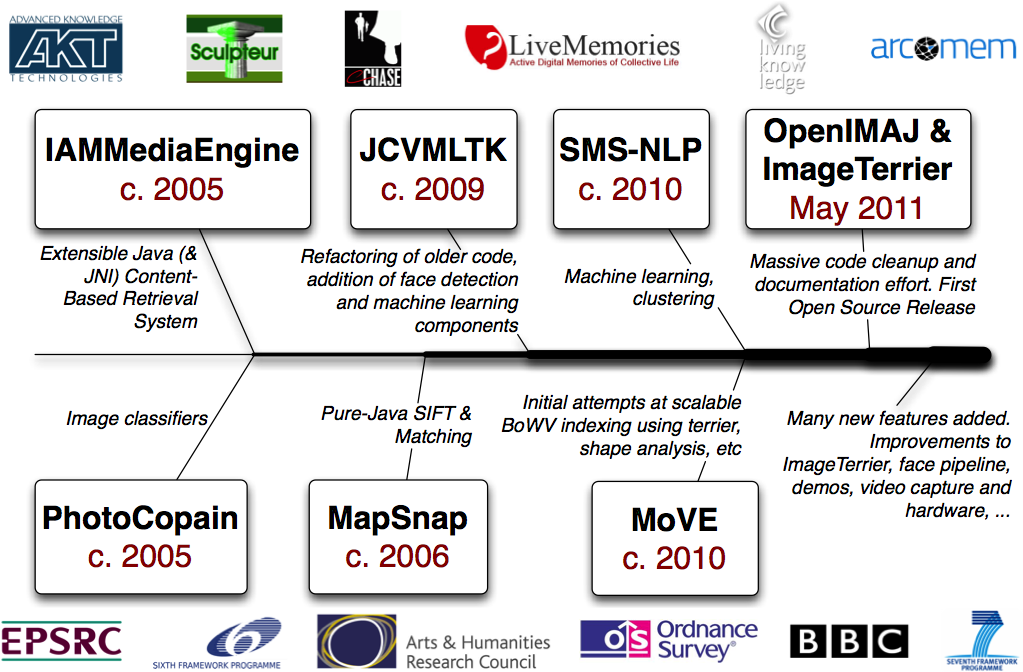 ADVANCED KNOWLEDGE
AKT
TECHNOLOGIES
Sculpteur
eCHASE
LiveMemories
Active Digital Memories of Collective Life
living
know
ledge
arcomem
IAMMediaEngine
c. 2005
JCVMLTK
c. 2009
SMS-NLP
c. 2010
OpenIMAJ &
ImageTerrier
May 2011
Extensible Java (&
JNI) Content-
Based Retrieval
System
Refactoring of older code,
addition of face detection
and machine learning
components
Machine learning,
clustering
Massive code cleanup and
documentation effort. First
Open Source Release
Image classifiers
Pure-Java SIFT &
Matching
Initial attempts at scalable
BoWV indexing using terrier,
shape analysis, etc
Many new features added.
Improvements to
ImageTerrier, face pipeline,
demos, video capture and
hardware, ...
PhotoCopain
c. 2005
MapSnap
c. 2006
MoVE
c. 2010
EPSRC
6
SIXTH FRAMEWORK PROGRAMME
Arts & Humanities
Research Council
OS
Ordnance
Survey®
BBC
7
SEVENTH FRAMEWORK
PROGRAMME